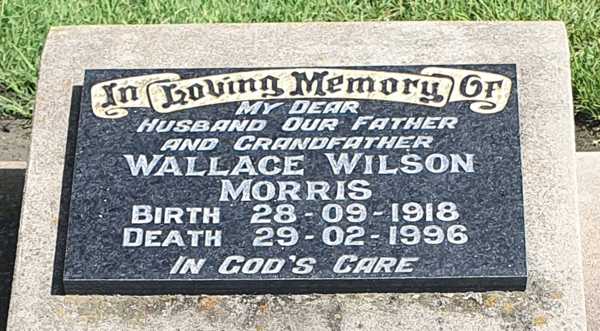 In Loving Memory Of
MY DEAR
HUSBAND OUR FATHER
AND GRANDFATHER
WALLACE WILSON
MORRIS
BIRTH 28-09-1918
DEATH 29-02-1996
IN GOD'S CARE